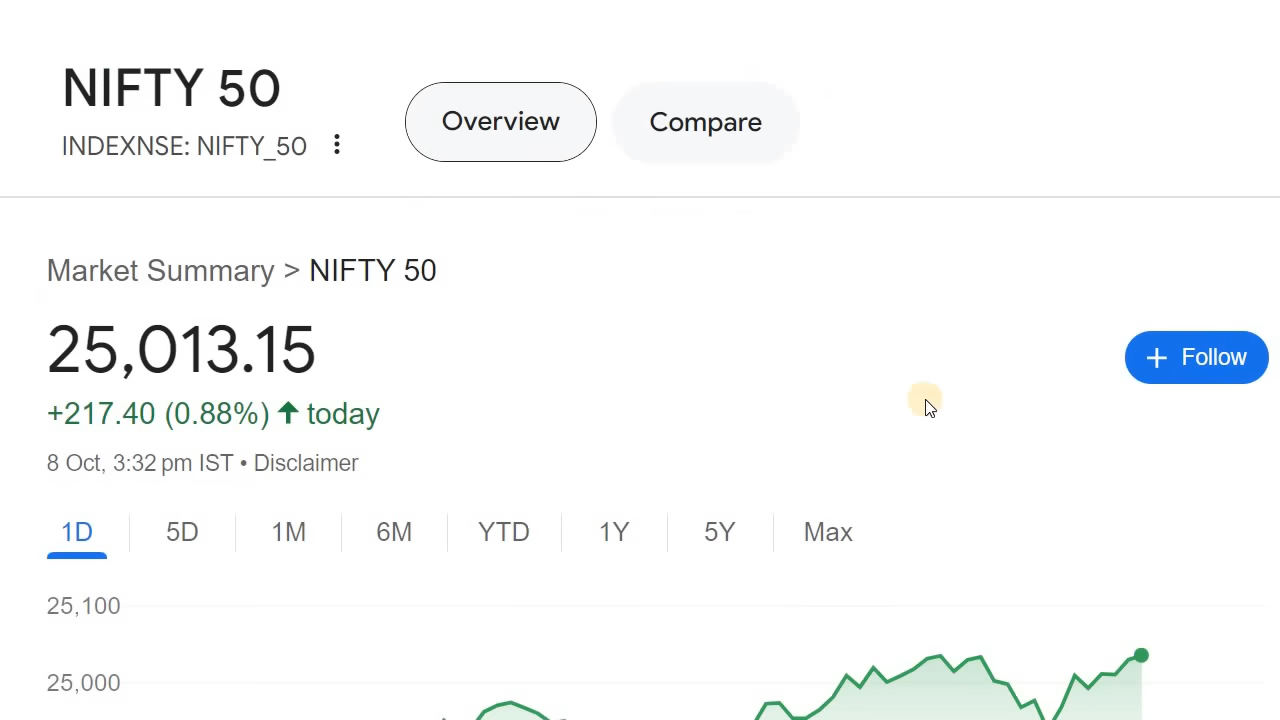 NIFTY 50
INDEXNSE: NIFTY_50
Overview
Compare
Market Summary > NIFTY 50
25,013.15
+217.40 (0.88%) ↑ today
+ Follow
8 Oct, 3:32 pm IST • Disclaimer
1D 5D 1M 6M YTD 1Y 5Y Max
25,100
25,000